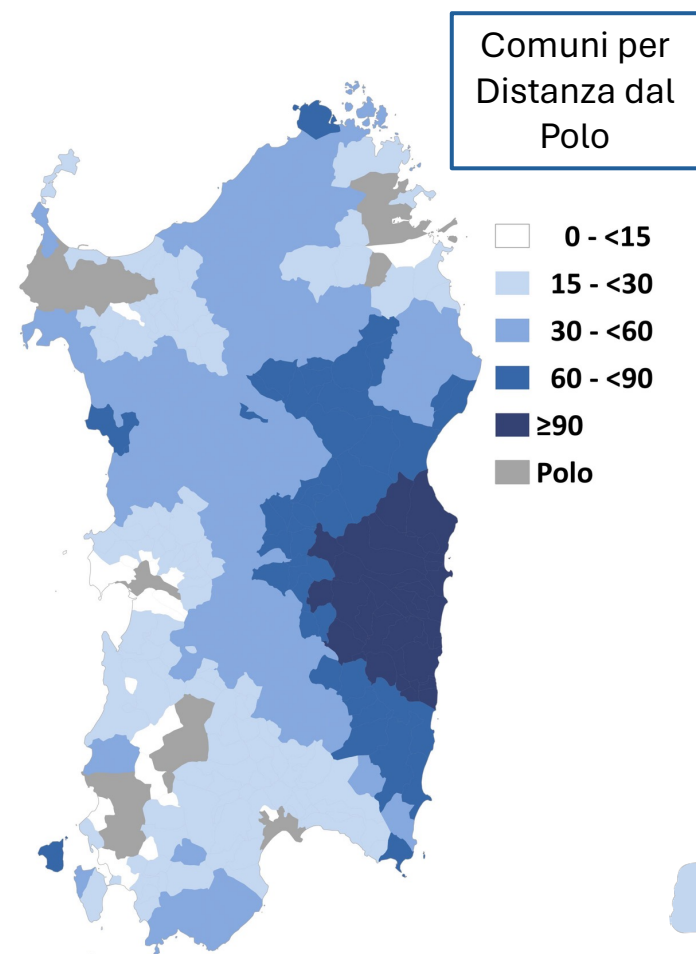 Comuni per
Distanza dal
Polo
0 - <15
15 - <30
30 - <60
60 - <90
≥90
Polo